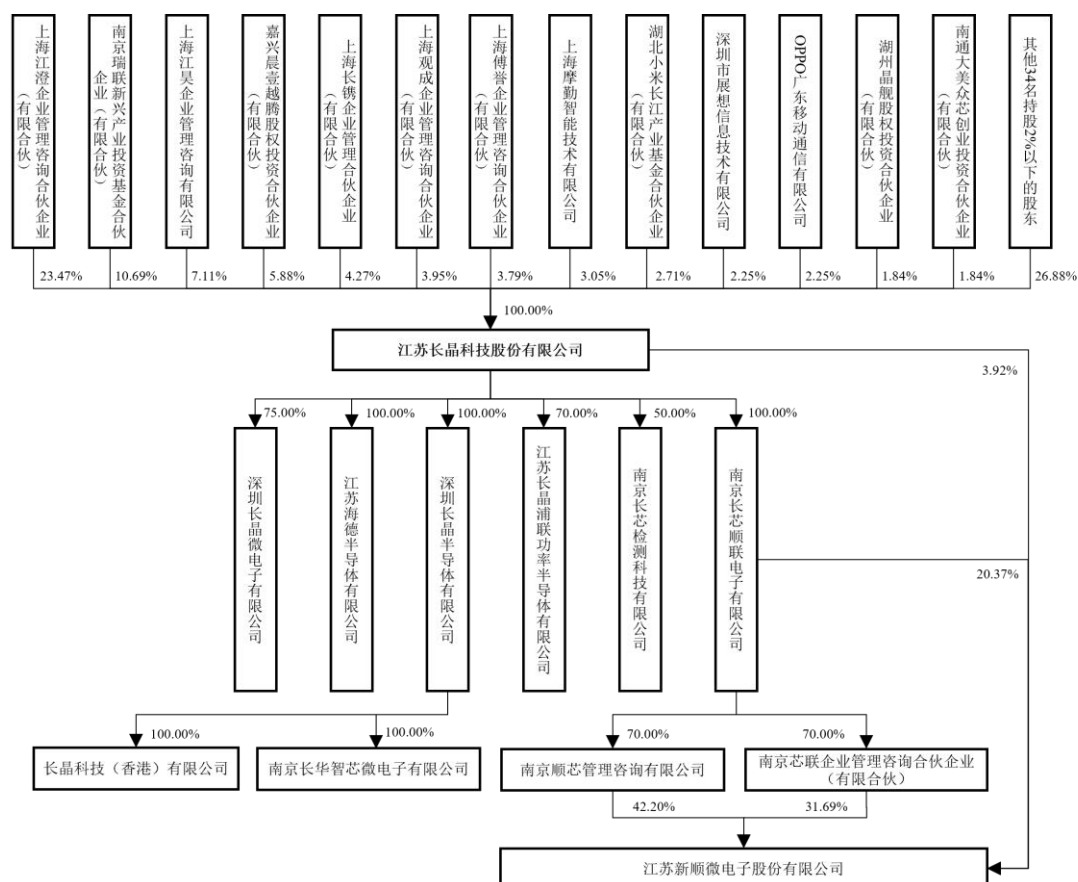 上海江澄企业管理咨询合伙企业
（有限合伙）
南京瑞联新兴产业投资基金合伙
企业（有限合伙）
上海江昊企业管理咨询有限公司
嘉兴晨壹越腾股权投资合伙企业
（有限合伙）
上海长镌企业管理合伙企业
（有限合伙）
上海观成企业管理咨询合伙企业
（有限合伙）
上海傅誉企业管理咨询合伙企业
（有限合伙）
上海摩勤智能技术有限公司
湖北小米长江产业基金合伙企业
（有限合伙）
深圳市展想信息技术有限公司
OPPO广东移动通信有限公司
湖州晶舰股权投资合伙企业
（有限合伙）
南通大美众芯创业投资合伙企业
（有限合伙）
其他34名持股2%以下的股东
23.47%
10.69%
7.11%
5.88%
4.27%
3.95%
3.79%
3.05%
2.71%
2.25%
2.25%
1.84%
1.84%
26.88%
100.00%
江苏长晶科技股份有限公司
3.92%
75.00%
100.00%
100.00%
70.00%
50.00%
100.00%
深圳长晶微电子有限公司
江苏海德半导体有限公司
深圳长晶半导体有限公司
江苏长晶浦联功率半导体有限公司
南京长芯检测科技有限公司
南京长芯顺联电子有限公司
20.37%
100.00%
100.00%
70.00%
70.00%
长晶科技（香港）有限公司
南京长华智芯微电子有限公司
南京顺芯管理咨询有限公司
南京芯联企业管理咨询合伙企业
（有限合伙）
42.20%
31.69%
江苏新顺微电子股份有限公司